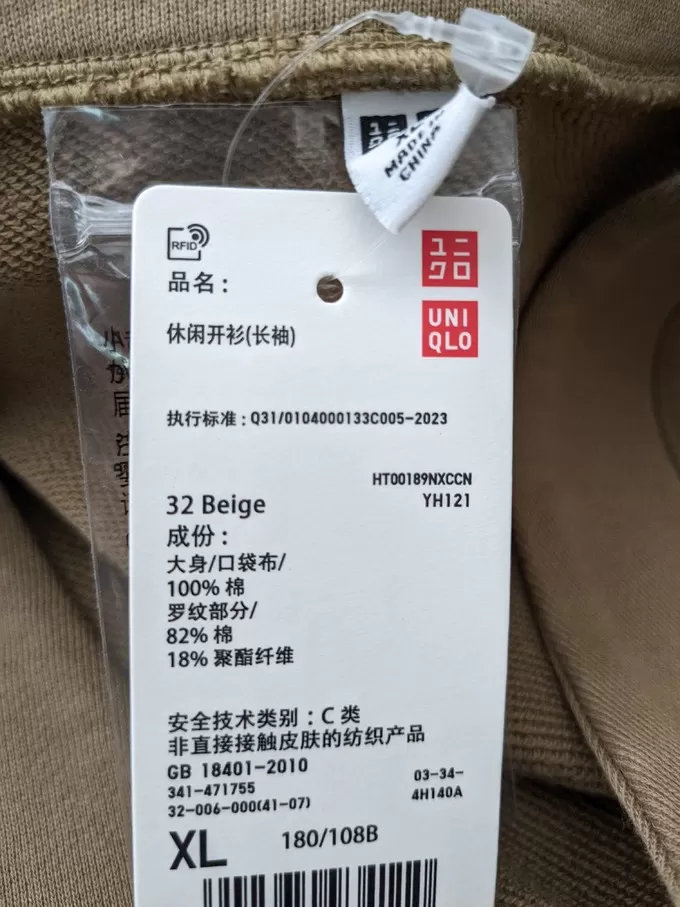 MADE IN
CHINA
RFID
ユニ
クロ
UNI
QLO
品名：
休闲开衫(长袖)
执行标准：Q31/0104000133C005-2023
HT00189NXCCN
YH121
32 Beige
成份：
大身/口袋布/
100% 棉
罗纹部分/
82% 棉
18% 聚酯纤维
安全技术类别：C 类
非直接接触皮肤的纺织产品
GB 18401-2010
341-471755
32-006-000(41-07)
03-34-
4H140A
XL
180/108B